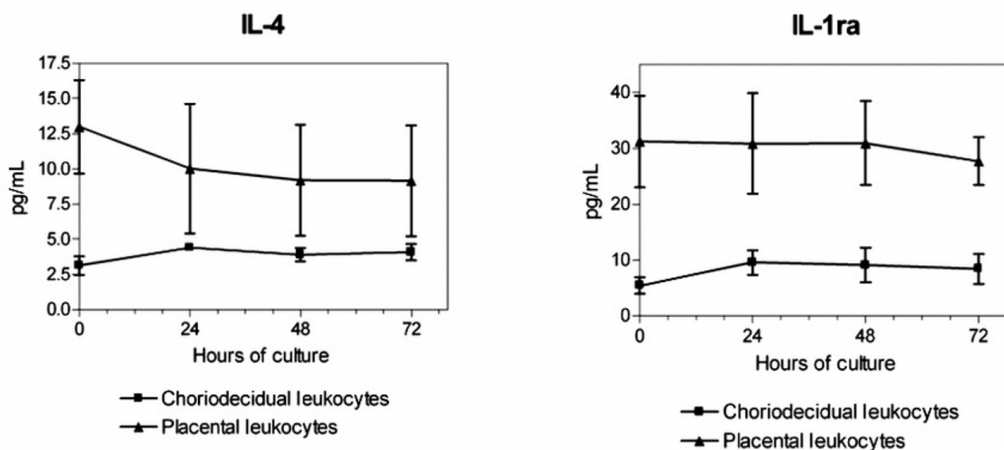 IL-4
17.5
15.0
12.5
10.0
7.5
5.0
2.5
0.0
pg/mL
0 24 48 72
Hours of culture
Choriodecidual leukocytes
Placental leukocytes
IL-1ra
40
30
20
10
0
pg/mL
0 24 48 72
Hours of culture
Choriodecidual leukocytes
Placental leukocytes